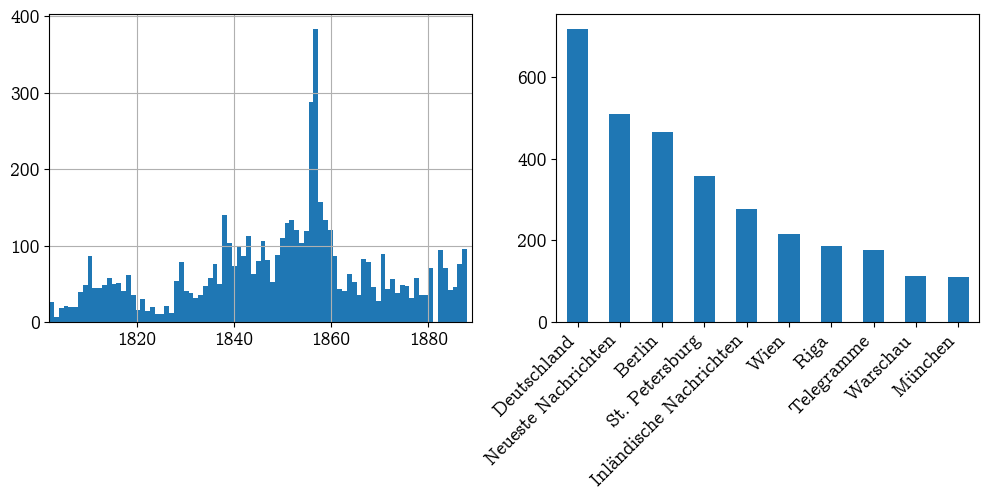 400
300
200
100
0
1820 1840 1860 1880
600
400
200
0
Deutschland
Neueste Nachrichten
Berlin
St. Petersburg
Inländische Nachrichten
Wien
Riga
Telegramme
Warschau
München